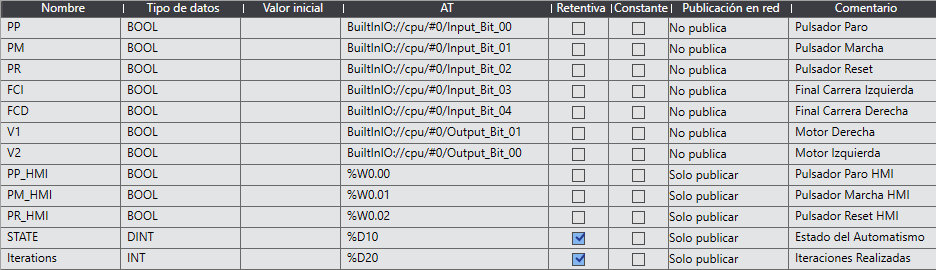 Nombre Tipo de datos Valor inicial AT Retentiva Constante Publicación en red Comentario
PP BOOL BuiltInIO://cpu/#0/Input_Bit_00 No publica Pulsador Paro
PM BOOL BuiltInIO://cpu/#0/Input_Bit_01 No publica Pulsador Marcha
PR BOOL BuiltInIO://cpu/#0/Input_Bit_02 No publica Pulsador Reset
FCI BOOL BuiltInIO://cpu/#0/Input_Bit_03 No publica Final Carrera Izquierda
FCD BOOL BuiltInIO://cpu/#0/Input_Bit_04 No publica Final Carrera Derecha
V1 BOOL BuiltInIO://cpu/#0/Output_Bit_01 No publica Motor Derecha
V2 BOOL BuiltInIO://cpu/#0/Output_Bit_00 No publica Motor Izquierda
PP_HMI BOOL %W0.00 Solo publicar Pulsador Paro HMI
PM_HMI BOOL %W0.01 Solo publicar Pulsador Marcha HMI
PR_HMI BOOL %W0.02 Solo publicar Pulsador Reset HMI
STATE DINT %D10 Solo publicar Estado del Automatismo
Iterations INT %D20 Solo publicar Iteraciones Realizadas